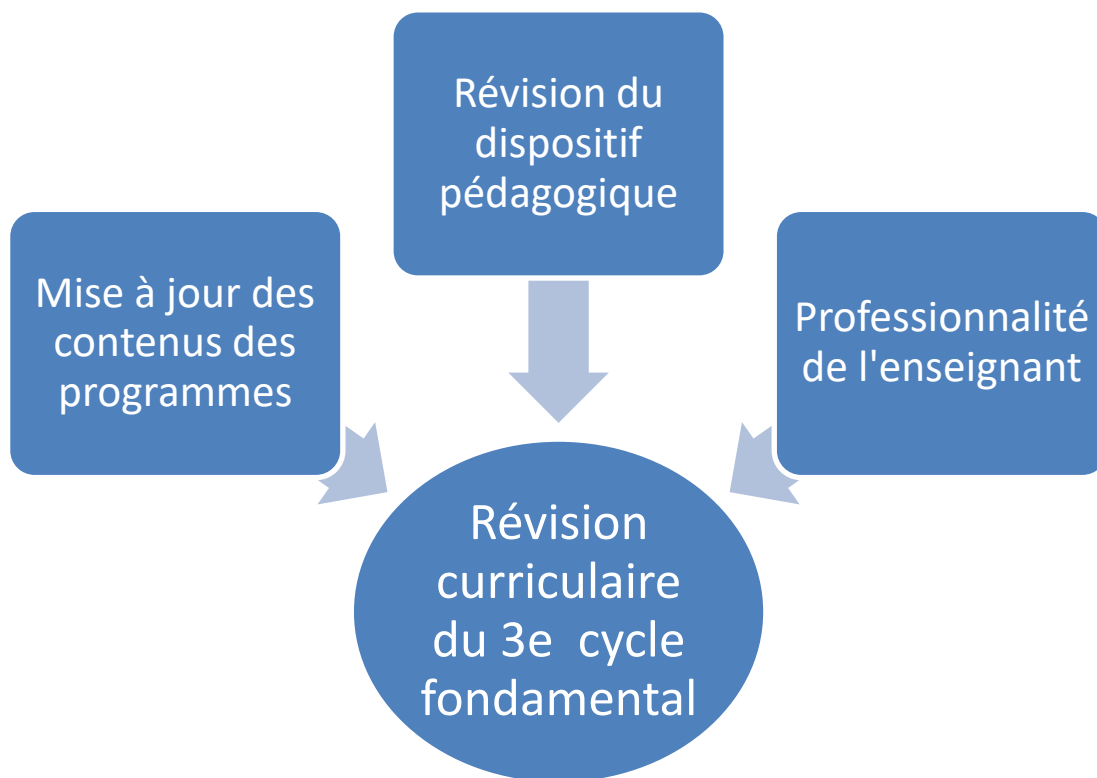 Révision du
dispositif
pédagogique
Mise à jour des
contenus des
programmes
Professionnalité
de l'enseignant
Révision
curriculaire
du 3e cycle
fondamental